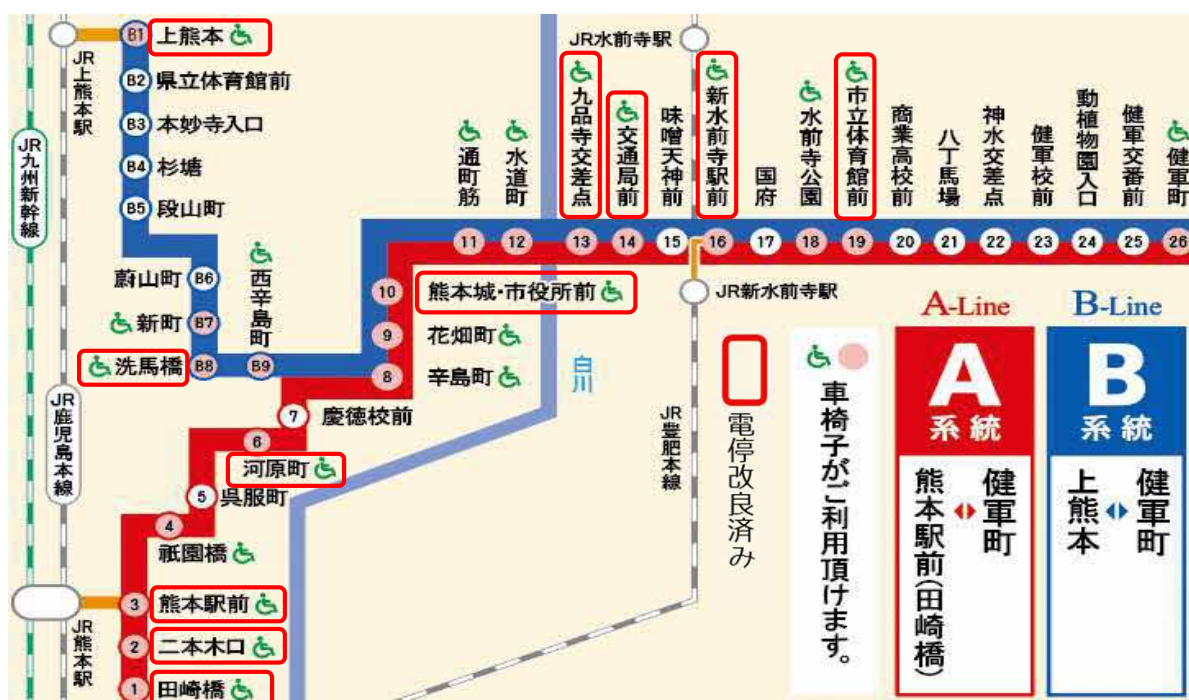 B1 上熊本
B2 県立体育館前
B3 本妙寺入口
B4 杉塘
B5 段山町
蔚山町 B6
新町 B7
洗馬橋 B8
B9 西辛島町
JR上熊本駅
JR九州新幹線
JR鹿児島本線
JR熊本駅
1 田崎橋
2 二本木口
3 熊本駅前
4 祇園橋
5 呉服町
6 河原町
7 慶徳校前
8 辛島町
9 花畑町
10 熊本城・市役所前
11 通町筋
12 水道町
13 九品寺交差点
14 交通局前
15 味噌天神前
16 新水前寺駅前
17 国府
18 水前寺公園
19 市立体育館前
20 商業高校前
21 八丁馬場
22 神水交差点
23 健軍校前
24 動植物園入口
25 健軍交番前
26 健軍町
JR水前寺駅
JR新水前寺駅
白川
JR豊肥本線
電停改良済み
車椅子がご利用頂けます。
A-Line
A
系統
健軍町
熊本駅前(田崎橋)
B-Line
B
系統
健軍町
上熊本